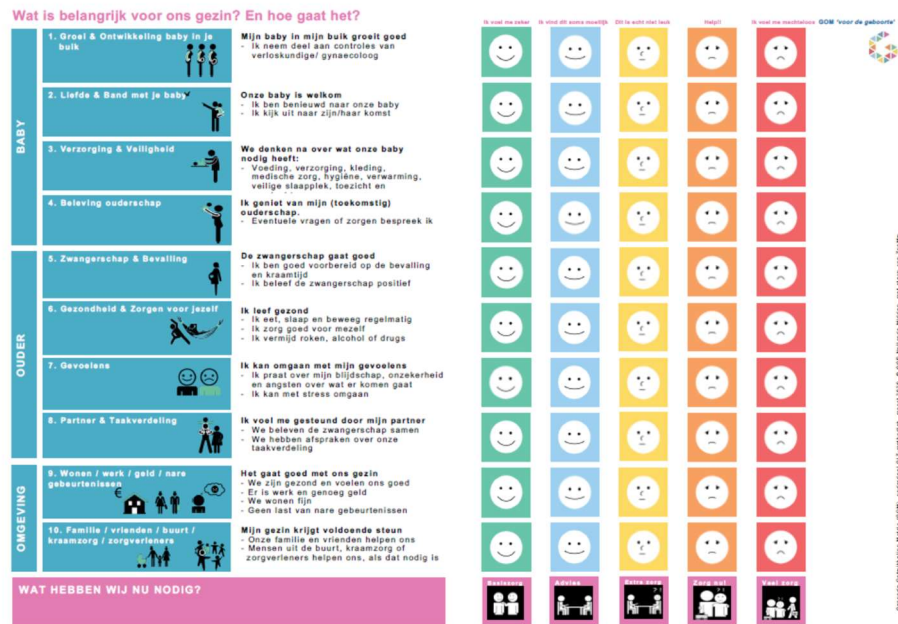 Wat is belangrijk voor ons gezin? En hoe gaat het?
Ik voel me zeker
Ik vind dit soms moeilijk
Dit is echt niet leuk
Help!!
Ik voel me machteloos
GOM 'voor de geboorte'
BABY
1. Groei & Ontwikkeling baby in je
buik
Mijn baby in mijn buik groeit goed
- Ik neem deel aan controles van
verloskundige/ gynaecoloog
2. Liefde & Band met je baby
Onze baby is welkom
- Ik ben benieuwd naar onze baby
- Ik kijk uit naar zijn/haar komst
3. Verzorging & Veiligheid
We denken na over wat onze baby
nodig heeft:
- Voeding, verzorging, kleding,
medische zorg, hygiëne, verwarming,
veilige slaapplek, toezicht en
4. Beleving ouderschap
Ik geniet van mijn (toekomstig)
ouderschap.
- Eventuele vragen of zorgen bespreek ik
OUDER
5. Zwangerschap & Bevalling
De zwangerschap gaat goed
- Ik ben goed voorbereid op de bevalling
en kraamtijd
- Ik beleef de zwangerschap positief
6. Gezondheid & Zorgen voor jezelf
Ik leef gezond
- Ik eet, slaap en beweeg regelmatig
- Ik zorg goed voor mezelf
- Ik vermijd roken, alcohol of drugs
7. Gevoelens
Ik kan omgaan met mijn gevoelens
- Ik praat over mijn blijdschap, onzekerheid
en angsten over wat er komen gaat
- Ik kan met stress omgaan
8. Partner & Taakverdeling
Ik voel me gesteund door mijn partner
- We beleven de zwangerschap samen
- We hebben afspraken over onze
taakverdeling
OMGEVING
9. Wonen / werk / geld / nare
gebeurtenissen
€
Het gaat goed met ons gezin
- We zijn gezond en voelen ons goed
- Er is werk en genoeg geld
- We wonen fijn
- Geen last van nare gebeurtenissen
10. Familie / vrienden / buurt /
kraamzorg / zorgverleners
Mijn gezin krijgt voldoende steun
- Onze familie en vrienden helpen ons
- Mensen uit de buurt, kraamzorg of
zorgverleners helpen ons, als dat nodig is
WAT HEBBEN WIJ NU NODIG?
Basiszorg
Advies
Extra zorg
Zorg nu!
Veel zorg